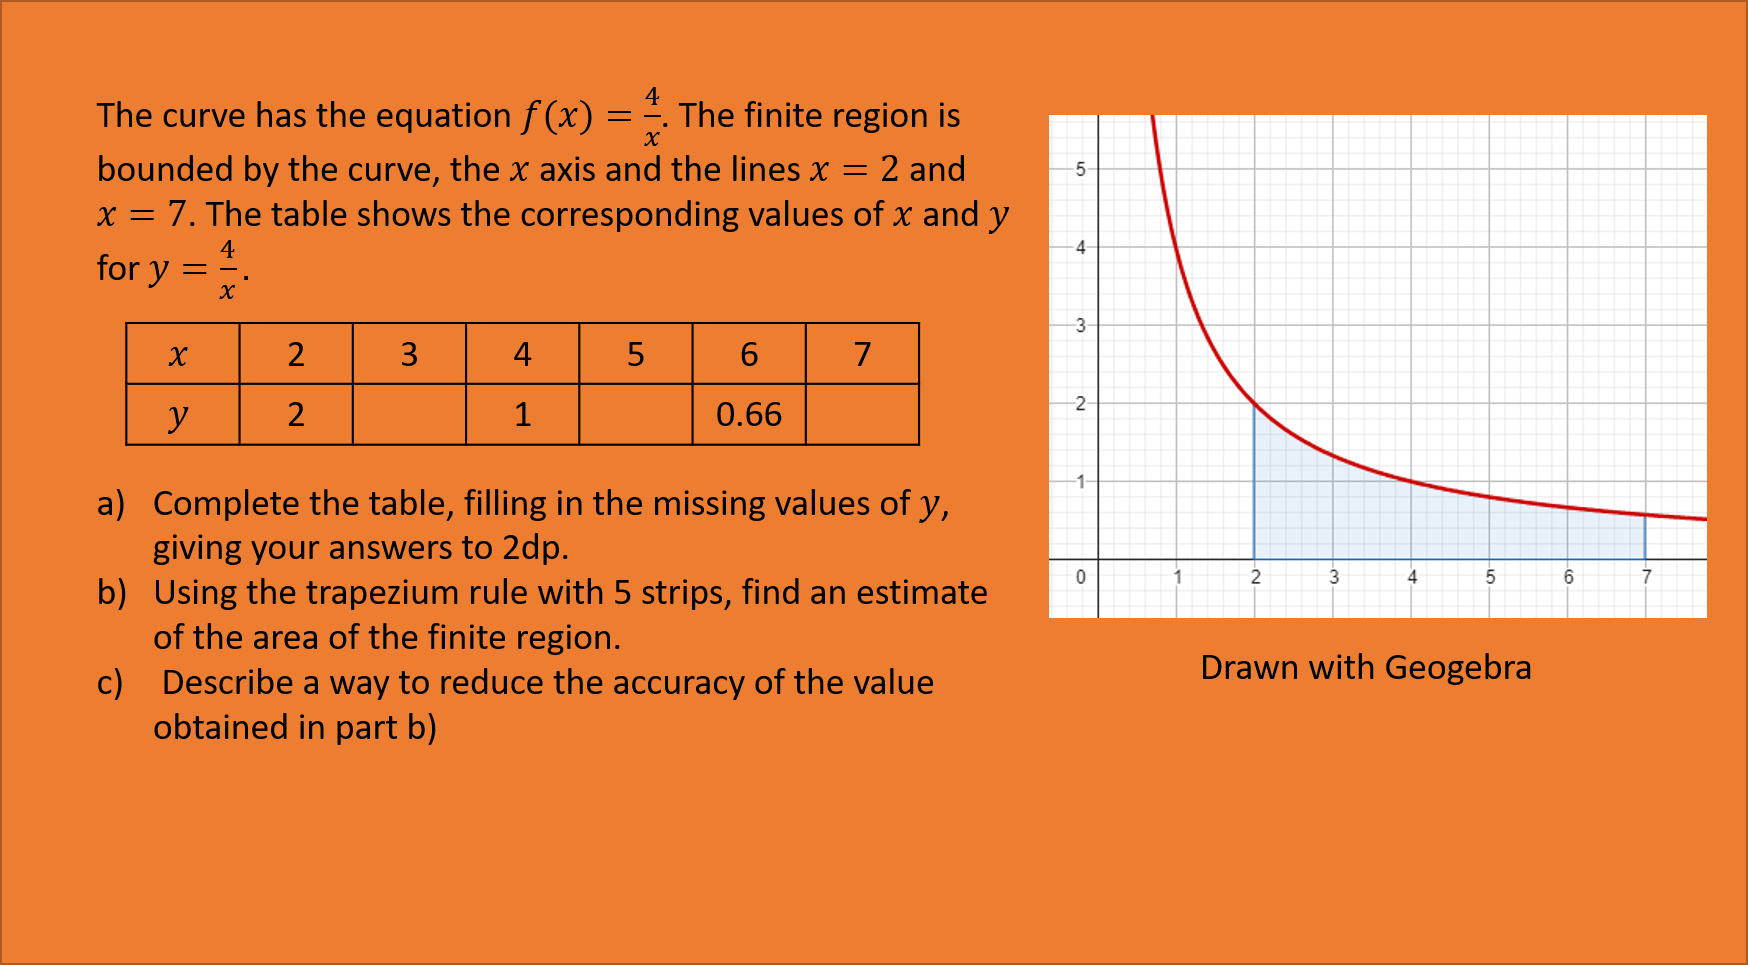 The curve has the equation f(x) = 4/x. The finite region is
bounded by the curve, the x axis and the lines x = 2 and
x = 7. The table shows the corresponding values of x and y
for y = 4/x.
x 2 3 4 5 6 7
y 2 1 0.66
a) Complete the table, filling in the missing values of y,
giving your answers to 2dp.
b) Using the trapezium rule with 5 strips, find an estimate
of the area of the finite region.
c) Describe a way to reduce the accuracy of the value
obtained in part b)
5
4
3
2
1
0 1 2 3 4 5 6 7
Drawn with Geogebra